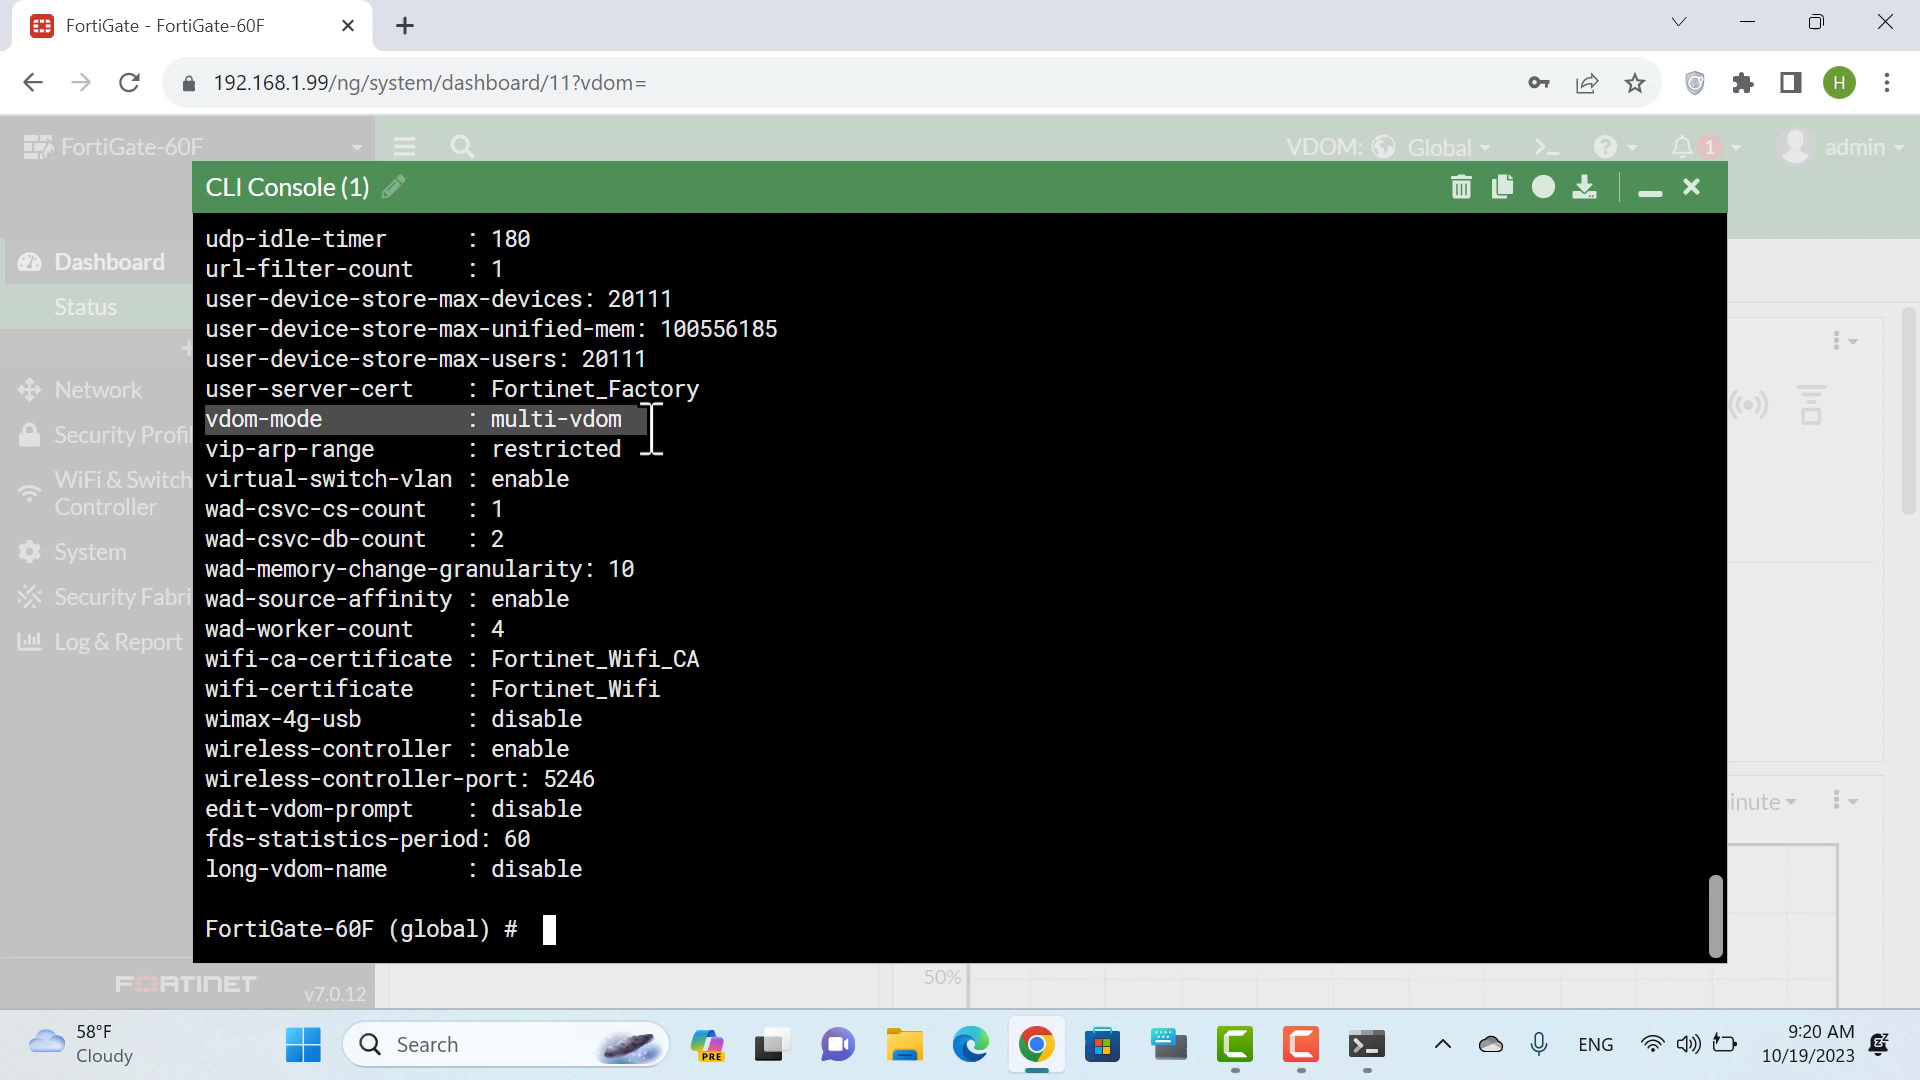 FortiGate - FortiGate-60F
192.168.1.99/ng/system/dashboard/11?vdom=
H
FortiGate-60F
VDOM: Global
1
admin
CLI Console (1)
Dashboard
Status
Network
Security Profil
WiFi & Switch
Controller
System
Security Fabri
Log & Report
udp-idle-timer : 180
url-filter-count : 1
user-device-store-max-devices: 20111
user-device-store-max-unified-mem: 100556185
user-device-store-max-users: 20111
user-server-cert : Fortinet_Factory
vdom-mode : multi-vdom
vip-arp-range : restricted
virtual-switch-vlan : enable
wad-csvc-cs-count : 1
wad-csvc-db-count : 2
wad-memory-change-granularity: 10
wad-source-affinity : enable
wad-worker-count : 4
wifi-ca-certificate : Fortinet_Wifi_CA
wifi-certificate : Fortinet_Wifi
wimax-4g-usb : disable
wireless-controller : enable
wireless-controller-port: 5246
edit-vdom-prompt : disable
fds-statistics-period: 60
long-vdom-name : disable
FortiGate-60F (global) #
inute
FORTINET
v7.0.12
50%
58°F
Cloudy
Search
PRE
ENG
9:20 AM
10/19/2023